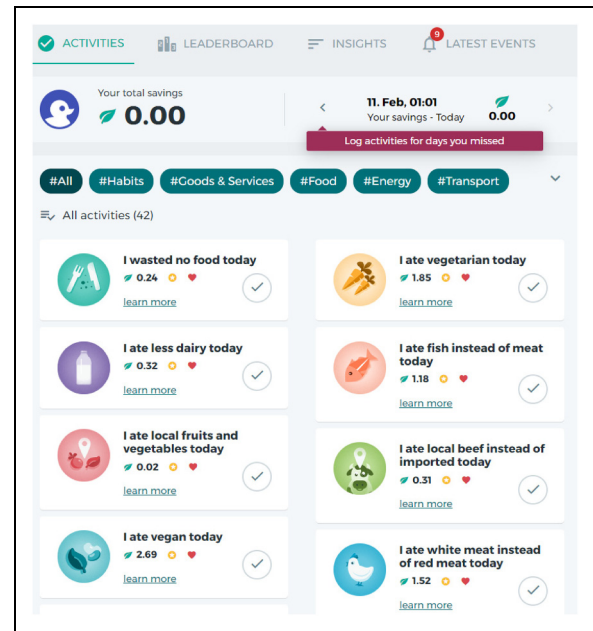 ACTIVITIES
LEADERBOARD
INSIGHTS
9
LATEST EVENTS
Your total savings
0.00
11. Feb, 01:01
Your savings - Today
0.00
Log activities for days you missed
#All
#Habits
#Goods & Services
#Food
#Energy
#Transport
All activities (42)
I wasted no food today
0.24
learn more
I ate vegetarian today
1.85
learn more
I ate less dairy today
0.32
learn more
I ate fish instead of meat
today
1.18
learn more
I ate local fruits and
vegetables today
0.02
learn more
I ate local beef instead of
imported today
0.31
learn more
I ate vegan today
2.69
learn more
I ate white meat instead
of red meat today
1.52
learn more